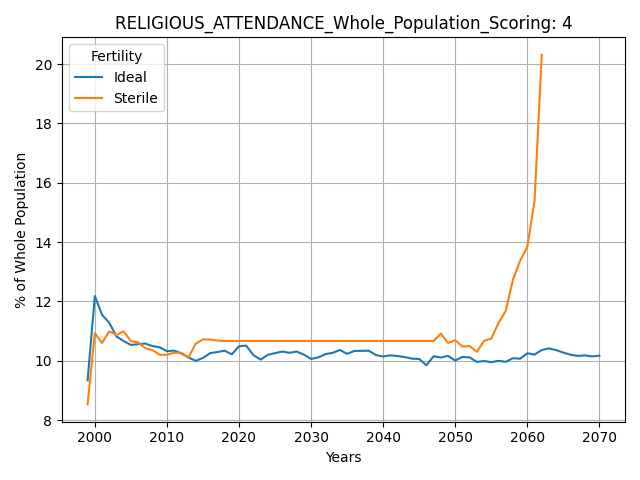 RELIGIOUS_ATTENDANCE_Whole_Population_Scoring: 4
Fertility
Ideal
Sterile
% of Whole Population
20
18
16
14
12
10
8
2000 2010 2020 2030 2040 2050 2060 2070
Years